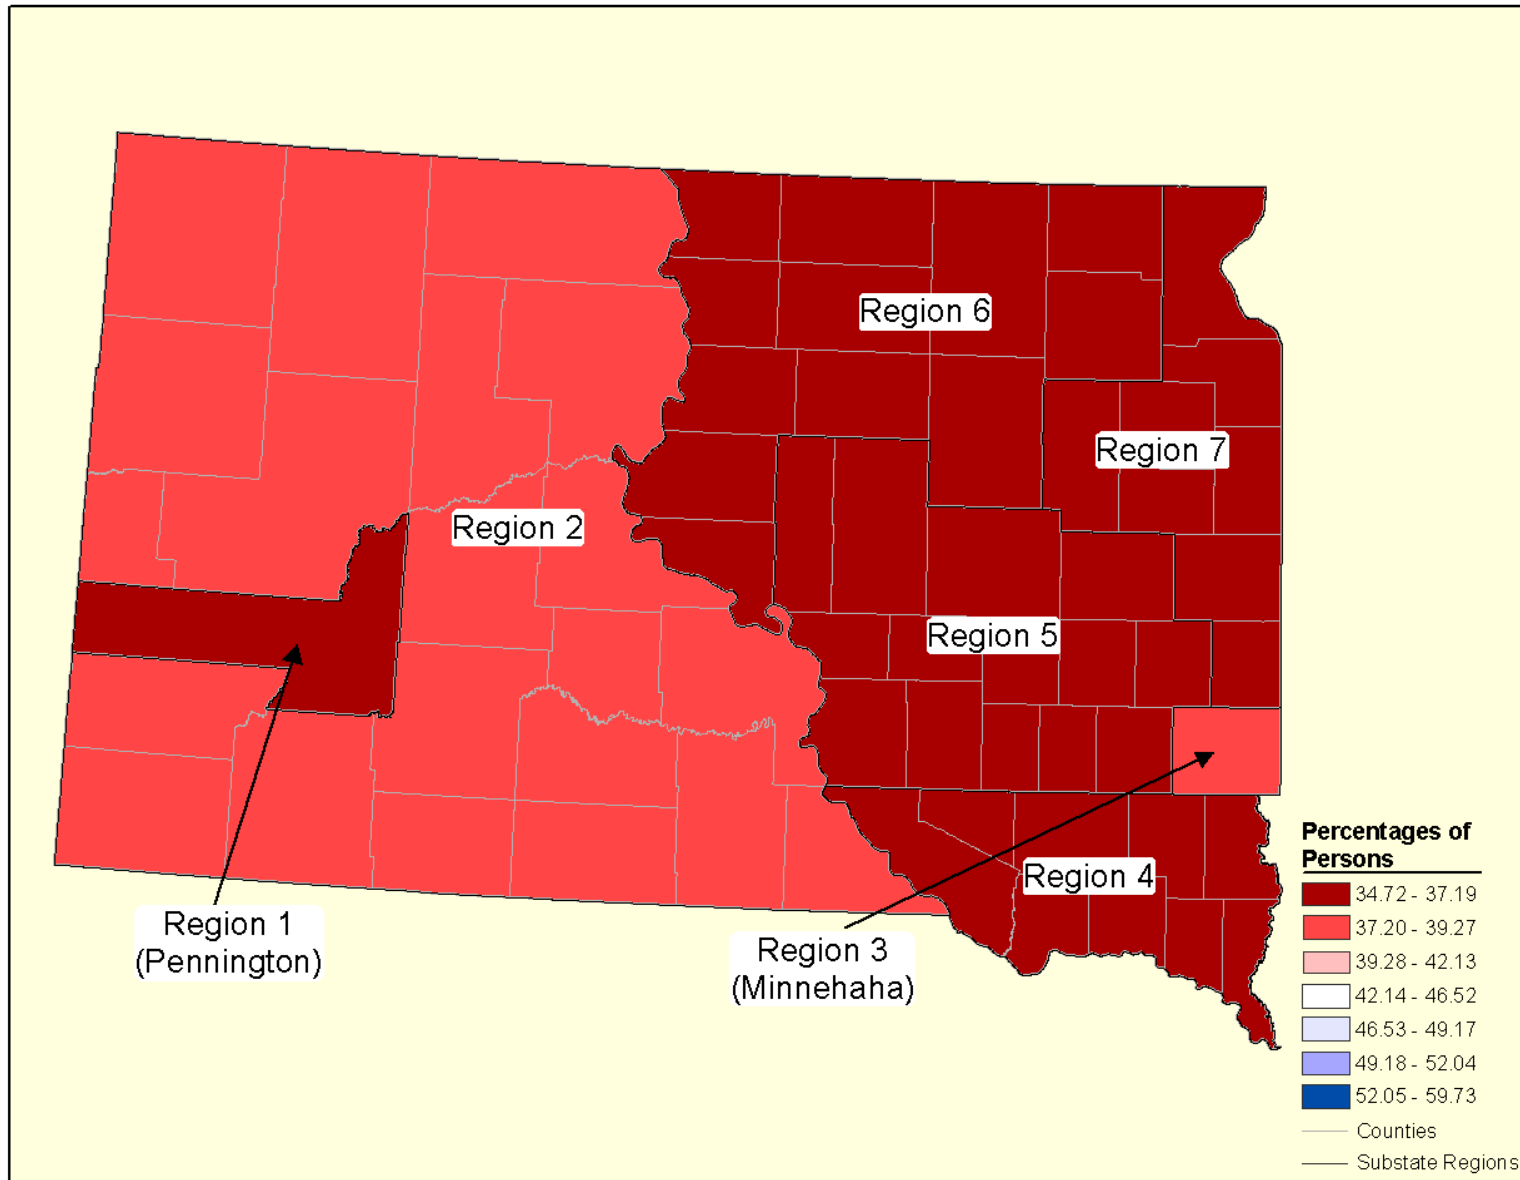 Region 6
Region 7
Region 2
Region 5
Region 4
Region 1
(Pennington)
Region 3
(Minnehaha)
Percentages of
Persons
34.72 - 37.19
37.20 - 39.27
39.28 - 42.13
42.14 - 46.52
46.53 - 49.17
49.18 - 52.04
52.05 - 59.73
Counties
Substate Regions